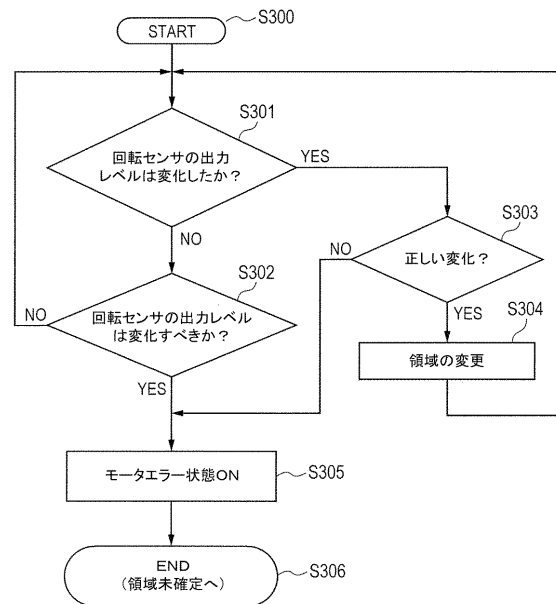 START
S300
S301
回転センサの出力
レベルは変化したか？
YES
NO
S303
正しい変化？
NO
YES
S302
回転センサの出力レベル
は変化すべきか？
NO
YES
S304
領域の変更
モータエラー状態ON
S305
END
(領域未確定へ)
S306